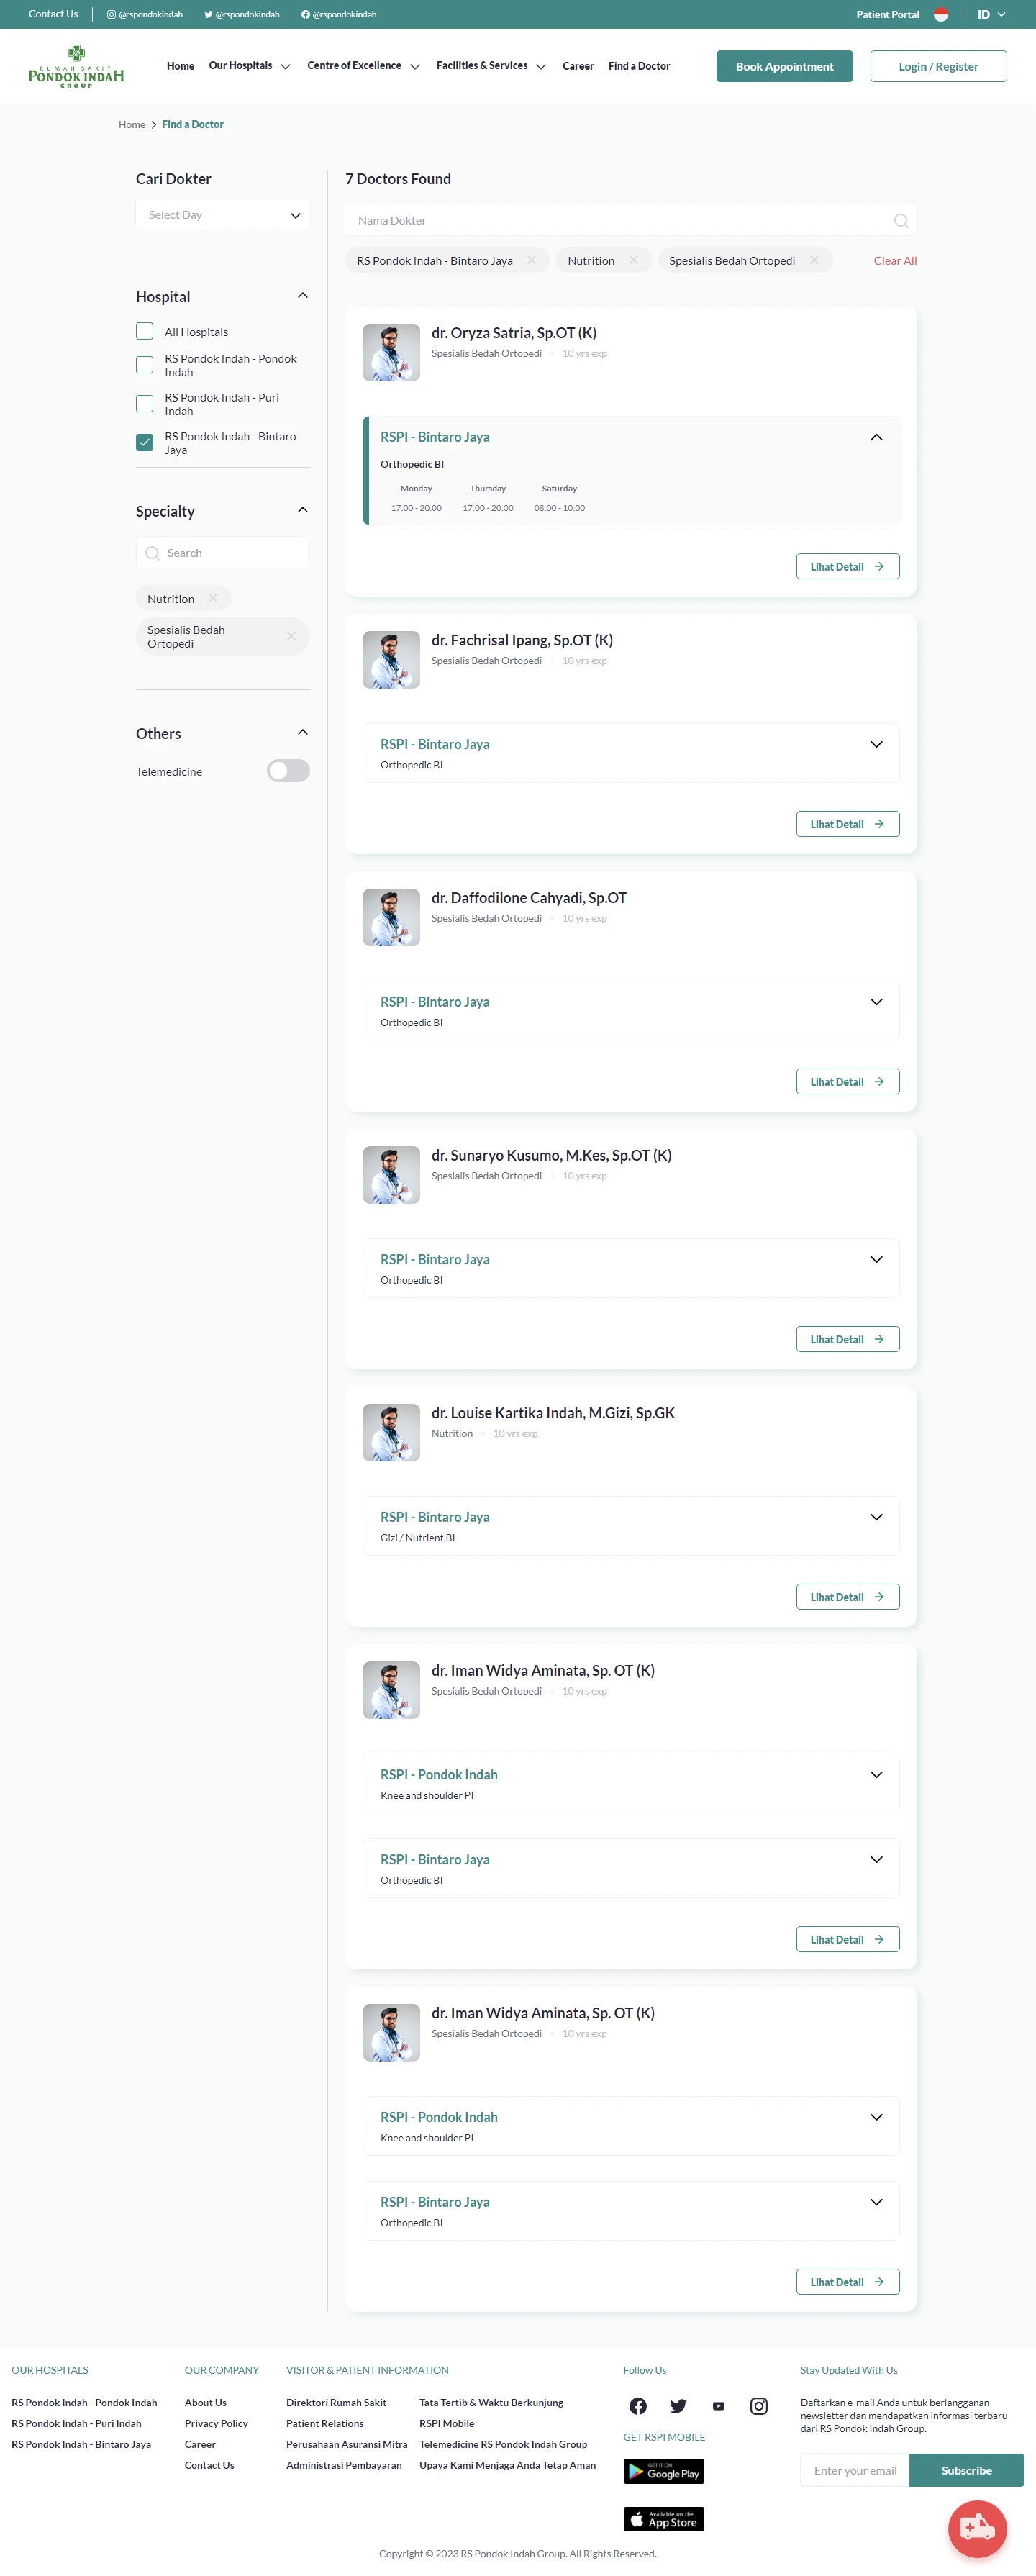 Contact Us
@rspondokindah
@rspondokindah
@rspondokindah
Patient Portal
ID
RUMAH SAKIT
PONDOK INDAH
GROUP
Home
Our Hospitals
Centre of Excellence
Facilities & Services
Career
Find a Doctor
Book Appointment
Login / Register
Home
Find a Doctor
Cari Dokter
Select Day
Hospital
All Hospitals
RS Pondok Indah - Pondok
Indah
RS Pondok Indah - Puri
Indah
RS Pondok Indah - Bintaro
Jaya
Specialty
Search
Nutrition
Spesialis Bedah
Ortopedi
Others
Telemedicine
7 Doctors Found
Nama Dokter
RS Pondok Indah - Bintaro Jaya
Nutrition
Spesialis Bedah Ortopedi
Clear All
dr. Oryza Satria, Sp.OT (K)
Spesialis Bedah Ortopedi
10 yrs exp
RSPI - Bintaro Jaya
Orthopedic BI
Monday
Thursday
Saturday
17:00 - 20:00
17:00 - 20:00
08:00 - 10:00
Lihat Detail
dr. Fachrisal Ipang, Sp.OT (K)
Spesialis Bedah Ortopedi
10 yrs exp
RSPI - Bintaro Jaya
Orthopedic BI
Lihat Detail
dr. Daffodilone Cahyadi, Sp.OT
Spesialis Bedah Ortopedi
10 yrs exp
RSPI - Bintaro Jaya
Orthopedic BI
Lihat Detail
dr. Sunaryo Kusumo, M.Kes, Sp.OT (K)
Spesialis Bedah Ortopedi
10 yrs exp
RSPI - Bintaro Jaya
Orthopedic BI
Lihat Detail
dr. Louise Kartika Indah, M.Gizi, Sp.GK
Nutrition
10 yrs exp
RSPI - Bintaro Jaya
Gizi / Nutrient BI
Lihat Detail
dr. Iman Widya Aminata, Sp. OT (K)
Spesialis Bedah Ortopedi
10 yrs exp
RSPI - Pondok Indah
Knee and shoulder PI
RSPI - Bintaro Jaya
Orthopedic BI
Lihat Detail
dr. Iman Widya Aminata, Sp. OT (K)
Spesialis Bedah Ortopedi
10 yrs exp
RSPI - Pondok Indah
Knee and shoulder PI
RSPI - Bintaro Jaya
Orthopedic BI
Lihat Detail
OUR HOSPITALS
RS Pondok Indah - Pondok Indah
RS Pondok Indah - Puri Indah
RS Pondok Indah - Bintaro Jaya
OUR COMPANY
About Us
Privacy Policy
Career
Contact Us
VISITOR & PATIENT INFORMATION
Direktori Rumah Sakit
Patient Relations
Perusahaan Asuransi Mitra
Administrasi Pembayaran
Tata Tertib & Waktu Berkunjung
RSPI Mobile
Telemedicine RS Pondok Indah Group
Upaya Kami Menjaga Anda Tetap Aman
Follow Us
GET RSPI MOBILE
GET IT ON
Google Play
Available on the
App Store
Stay Updated With Us
Daftarkan e-mail Anda untuk berlangganan
newsletter dan mendapatkan informasi terbaru
dari RS Pondok Indah Group.
Enter your email
Subscribe
Copyright © 2023 RS Pondok Indah Group. All Rights Reserved.